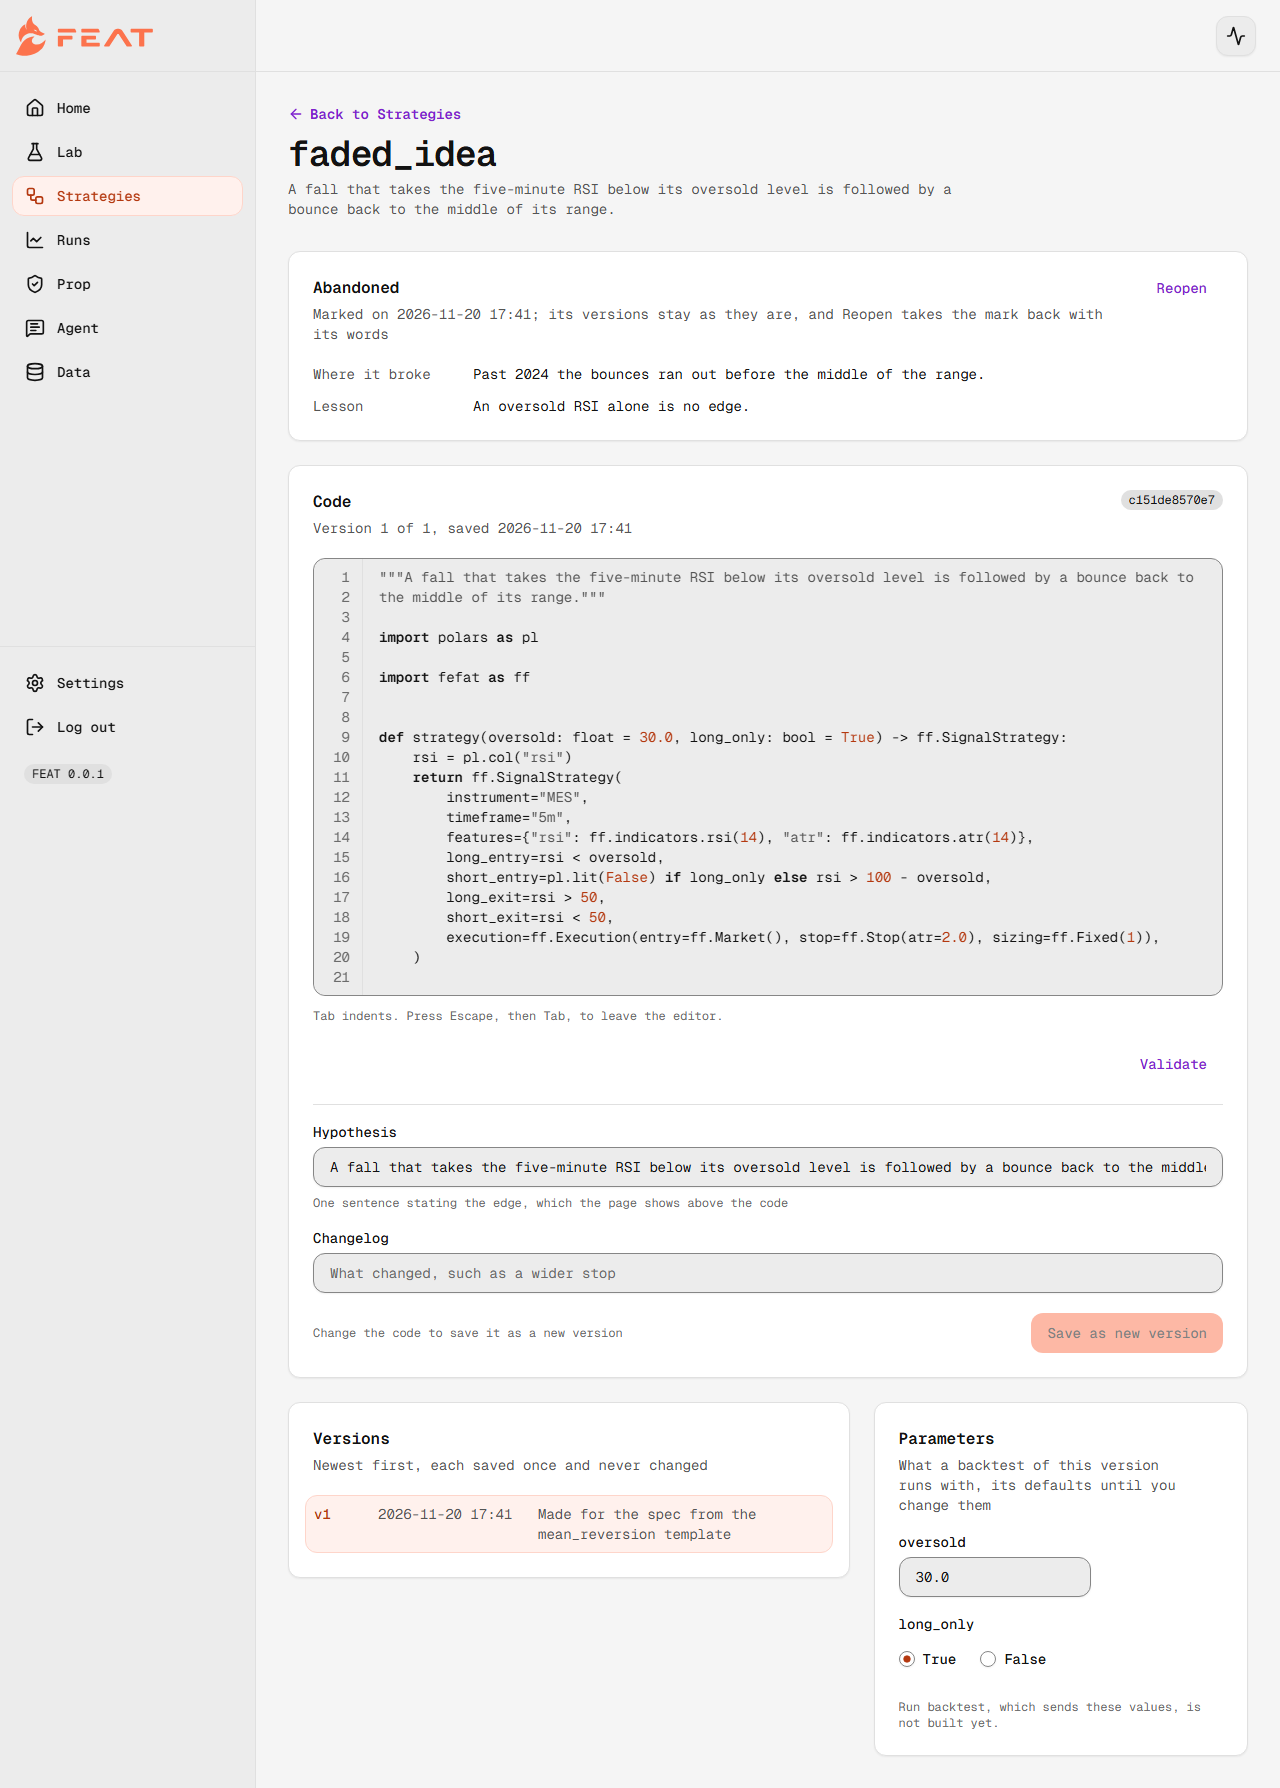 FEAT
Home
Lab
Strategies
Runs
Prop
Agent
Data
Settings
Log out
FEAT 0.0.1
Back to Strategies
faded_idea
A fall that takes the five-minute RSI below its oversold level is followed by a
bounce back to the middle of its range.
Abandoned
Reopen
Marked on 2026-11-20 17:41; its versions stay as they are, and Reopen takes the mark back with
its words
Where it broke Past 2024 the bounces ran out before the middle of the range.
Lesson An oversold RSI alone is no edge.
Code
c151de8570e7
Version 1 of 1, saved 2026-11-20 17:41
1 """A fall that takes the five-minute RSI below its oversold level is followed by a bounce back to
2 the middle of its range."""
3
4 import polars as pl
5
6 import fefat as ff
7
8
9 def strategy(oversold: float = 30.0, long_only: bool = True) -> ff.SignalStrategy:
10     rsi = pl.col("rsi")
11     return ff.SignalStrategy(
12         instrument="MES",
13         timeframe="5m",
14         features={"rsi": ff.indicators.rsi(14), "atr": ff.indicators.atr(14)},
15         long_entry=rsi < oversold,
16         short_entry=pl.lit(False) if long_only else rsi > 100 - oversold,
17         long_exit=rsi > 50,
18         short_exit=rsi < 50,
19         execution=ff.Execution(entry=ff.Market(), stop=ff.Stop(atr=2.0), sizing=ff.Fixed(1)),
20     )
21
Tab indents. Press Escape, then Tab, to leave the editor.
Validate
Hypothesis
A fall that takes the five-minute RSI below its oversold level is followed by a bounce back to the middle
One sentence stating the edge, which the page shows above the code
Changelog
What changed, such as a wider stop
Change the code to save it as a new version
Save as new version
Versions
Newest first, each saved once and never changed
v1 2026-11-20 17:41 Made for the spec from the
mean_reversion template
Parameters
What a backtest of this version
runs with, its defaults until you
change them
oversold
30.0
long_only
True False
Run backtest, which sends these values, is
not built yet.